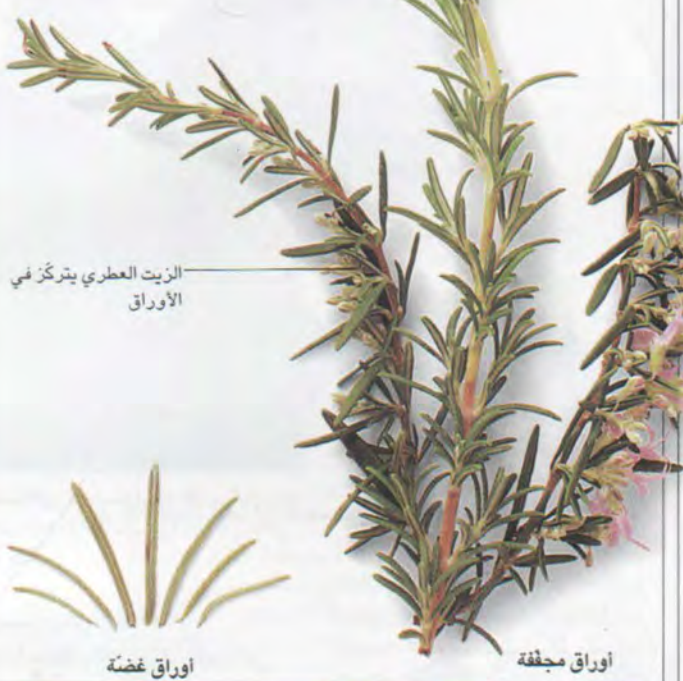 الزيت العطري يتركّز في
الأوراق
أوراق مجفّفة
أوراق غضّة